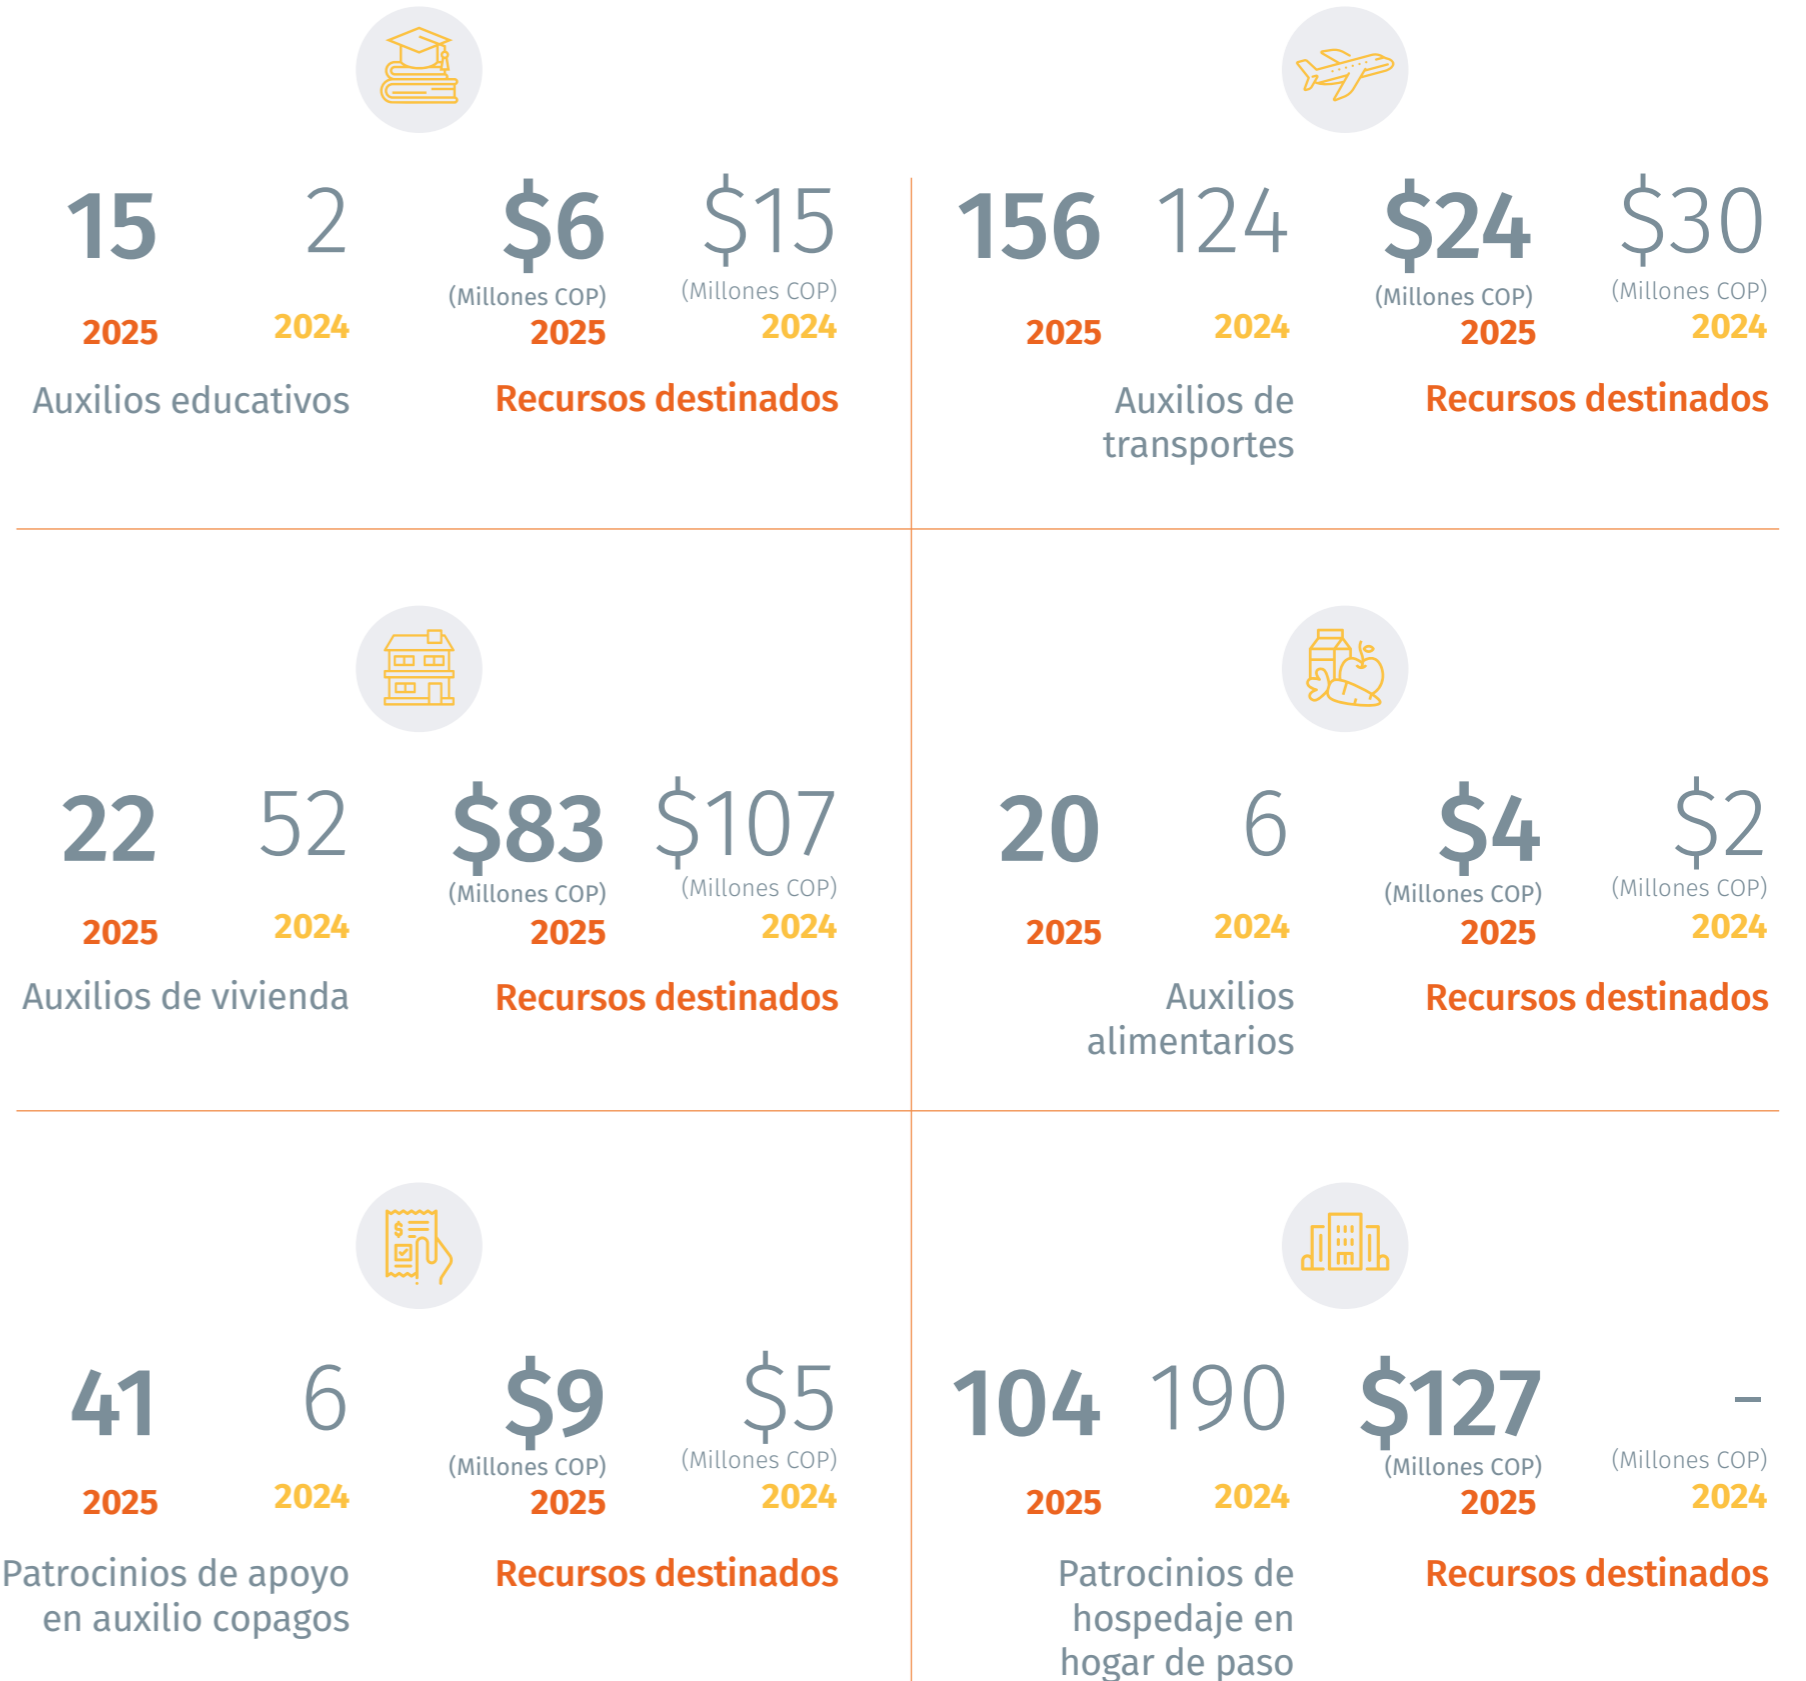 15 2 $6 $15
(Millones COP) (Millones COP)
2025 2024 2025 2024
Auxilios educativos Recursos destinados
156 124 $24 $30
(Millones COP) (Millones COP)
2025 2024 2025 2024
Auxilios de Recursos destinados
transportes
22 52 $83 $107
(Millones COP) (Millones COP)
2025 2024 2025 2024
Auxilios de vivienda Recursos destinados
20 6 $4 $2
(Millones COP) (Millones COP)
2025 2024 2025 2024
Auxilios Recursos destinados
alimentarios
$
41 6 $9 $5
(Millones COP) (Millones COP)
2025 2024 2025 2024
Patrocinios de apoyo Recursos destinados
en auxilio copagos
104 190 $127 -
(Millones COP) (Millones COP)
2025 2024 2025 2024
Patrocinios de Recursos destinados
hospedaje en
hogar de paso